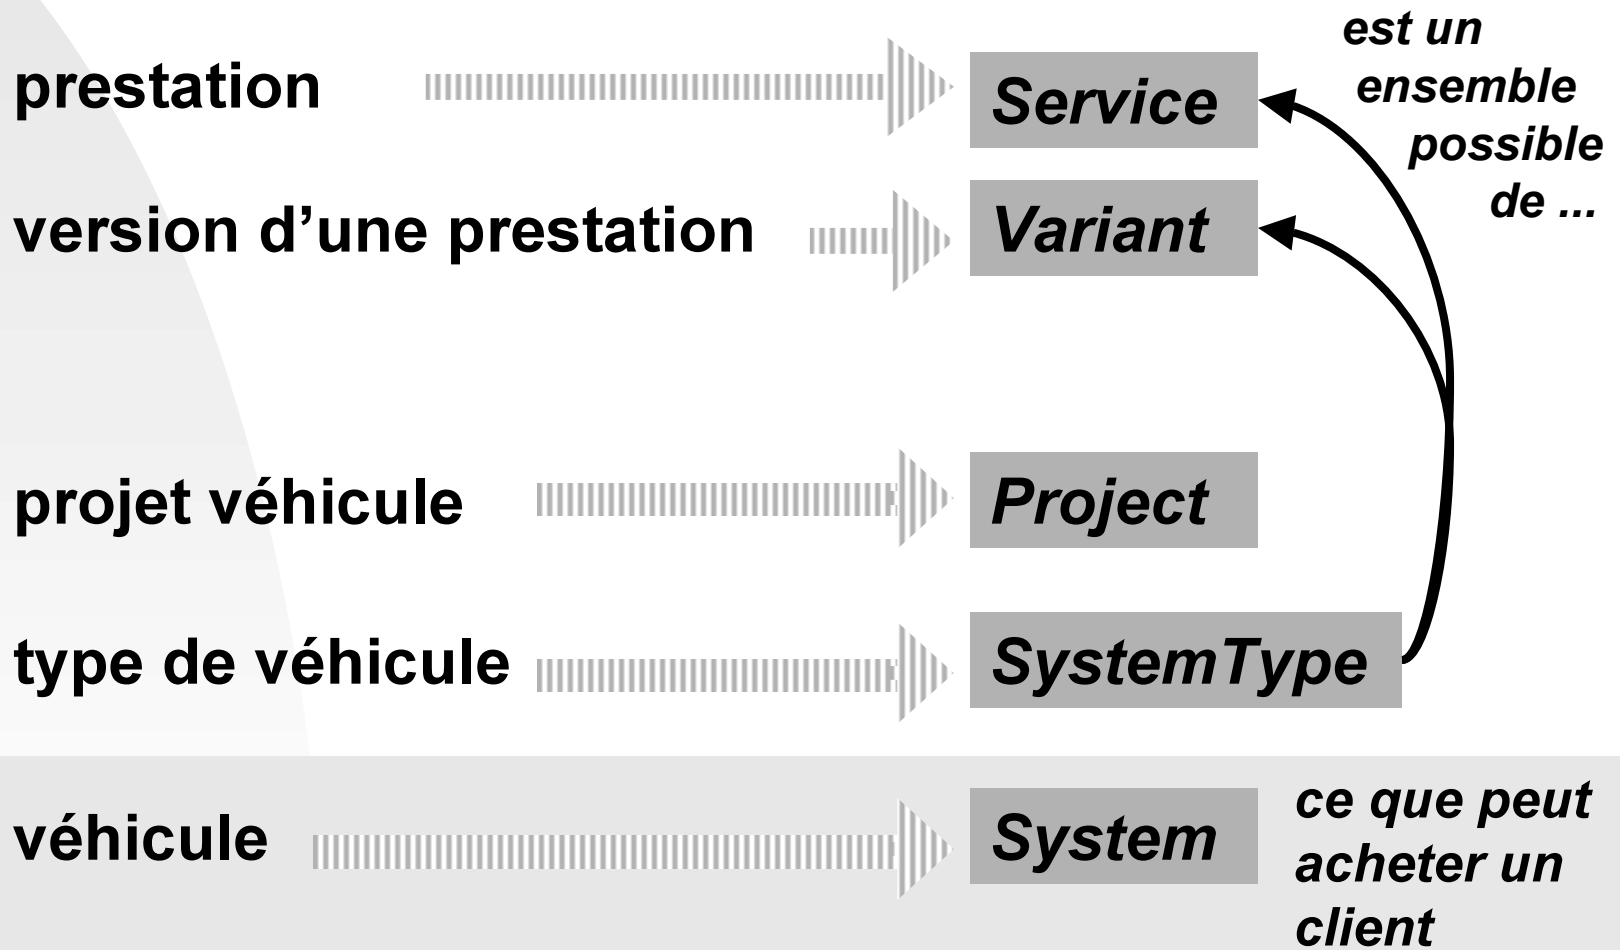 prestation
Service
est un
ensemble
possible
de ...
version d’une prestation
Variant
projet véhicule
Project
type de véhicule
SystemType
véhicule
System
ce que peut
acheter un
client